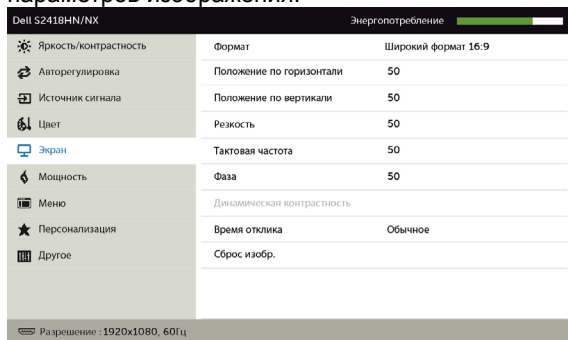 параметров изображения.
Dell S2418HN/NX Энергопотребление
Яркость/контрастность Формат Широкий формат 16:9
Авторегулировка Положение по горизонтали 50
Источник сигнала Положение по вертикали 50
Цвет Резкость 50
Экран Тактовая частота 50
Мощность Фаза 50
Меню Динамическая контрастность
Персонализация Время отклика Обычное
Другое Сброс изобр.
Разрешение : 1920x1080, 60Гц